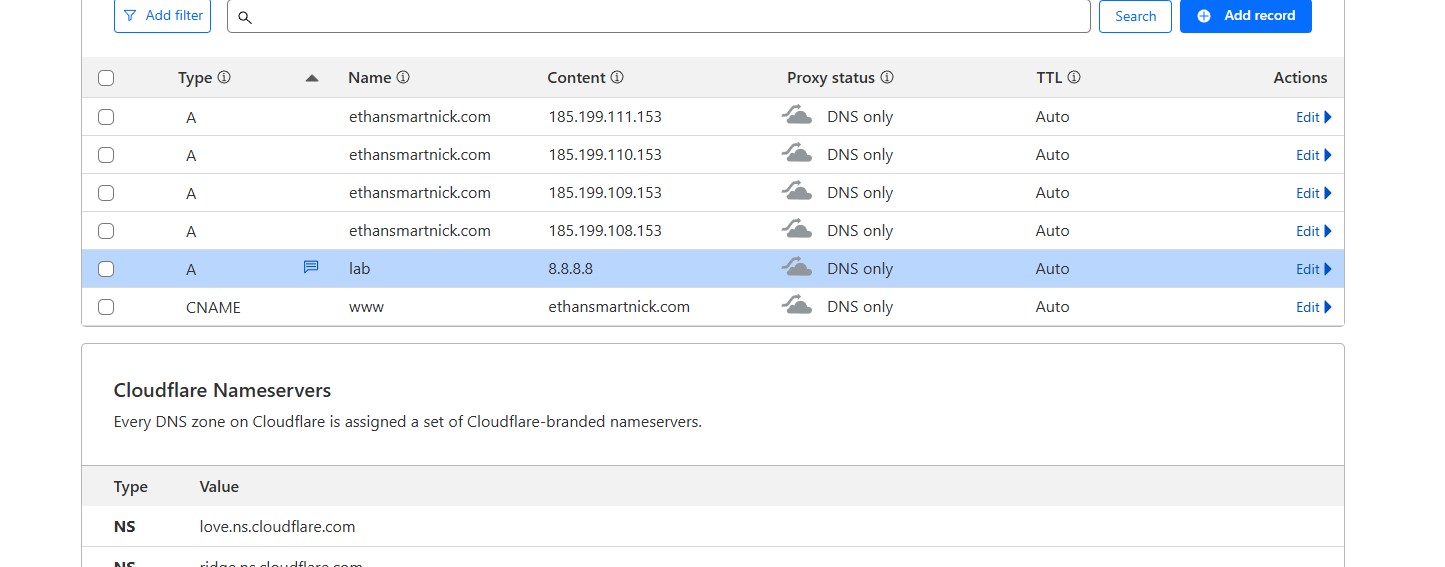 Add filter Search Add record
Type Name Content Proxy status TTL Actions
A ethansmartnick.com 185.199.111.153 DNS only Auto Edit
A ethansmartnick.com 185.199.110.153 DNS only Auto Edit
A ethansmartnick.com 185.199.109.153 DNS only Auto Edit
A ethansmartnick.com 185.199.108.153 DNS only Auto Edit
A lab 8.8.8.8 DNS only Auto Edit
CNAME www ethansmartnick.com DNS only Auto Edit
Cloudflare Nameservers
Every DNS zone on Cloudflare is assigned a set of Cloudflare-branded nameservers.
Type Value
NS love.ns.cloudflare.com
NS ridge.ns.cloudflare.com